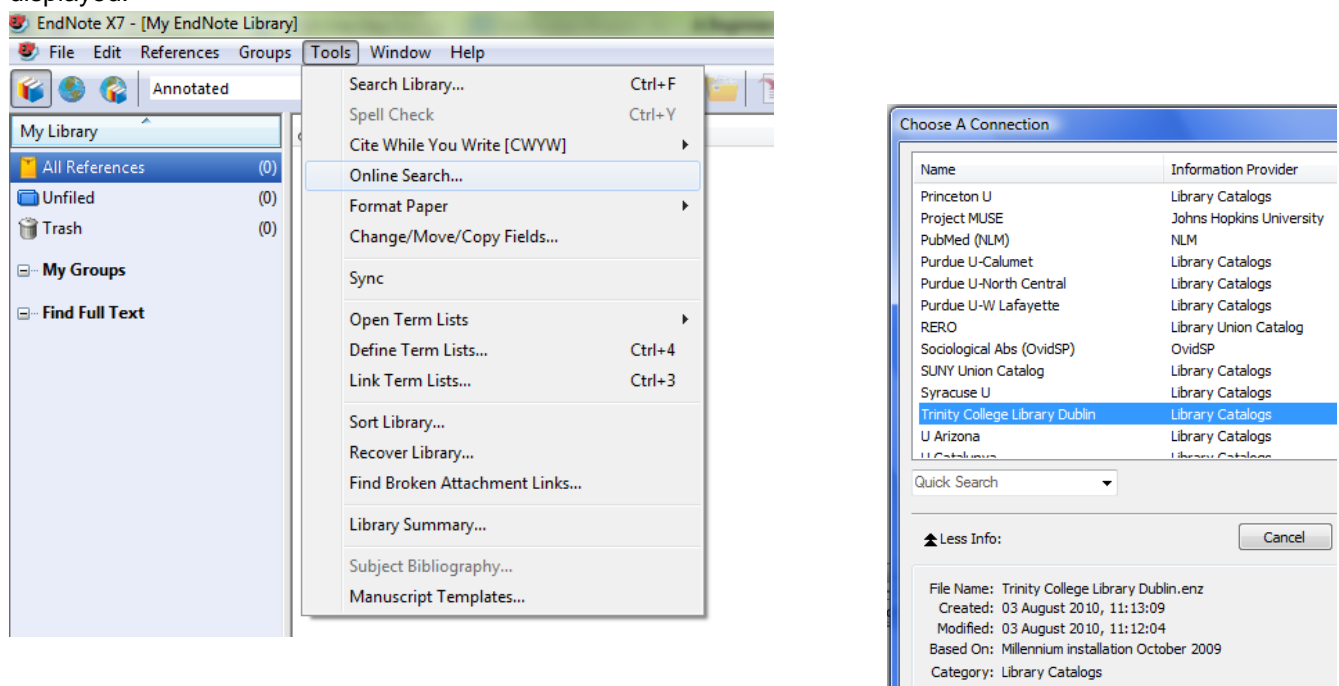 displayed.
EndNote X7 - [My EndNote Library]
File Edit References Groups Tools Window Help
Annotated
My Library
All References (0)
Unfiled (0)
Trash (0)
My Groups
Find Full Text
Search Library... Ctrl+F
Spell Check Ctrl+Y
Cite While You Write [CWYW]
Online Search...
Format Paper
Change/Move/Copy Fields...
Sync
Open Term Lists
Define Term Lists... Ctrl+4
Link Term Lists... Ctrl+3
Sort Library...
Recover Library...
Find Broken Attachment Links...
Library Summary...
Subject Bibliography...
Manuscript Templates...
Choose A Connection
Name Information Provider
Princeton U Library Catalogs
Project MUSE Johns Hopkins University
PubMed (NLM) NLM
Purdue U-Calumet Library Catalogs
Purdue U-North Central Library Catalogs
Purdue U-W Lafayette Library Catalogs
RERO Library Union Catalog
Sociological Abs (OvidSP) OvidSP
SUNY Union Catalog Library Catalogs
Syracuse U Library Catalogs
Trinity College Library Dublin Library Catalogs
U Arizona Library Catalogs
U Catalunya Library Catalogs
Quick Search
Less Info:
Cancel
File Name: Trinity College Library Dublin.enz
Created: 03 August 2010, 11:13:09
Modified: 03 August 2010, 11:12:04
Based On: Millennium installation October 2009
Category: Library Catalogs